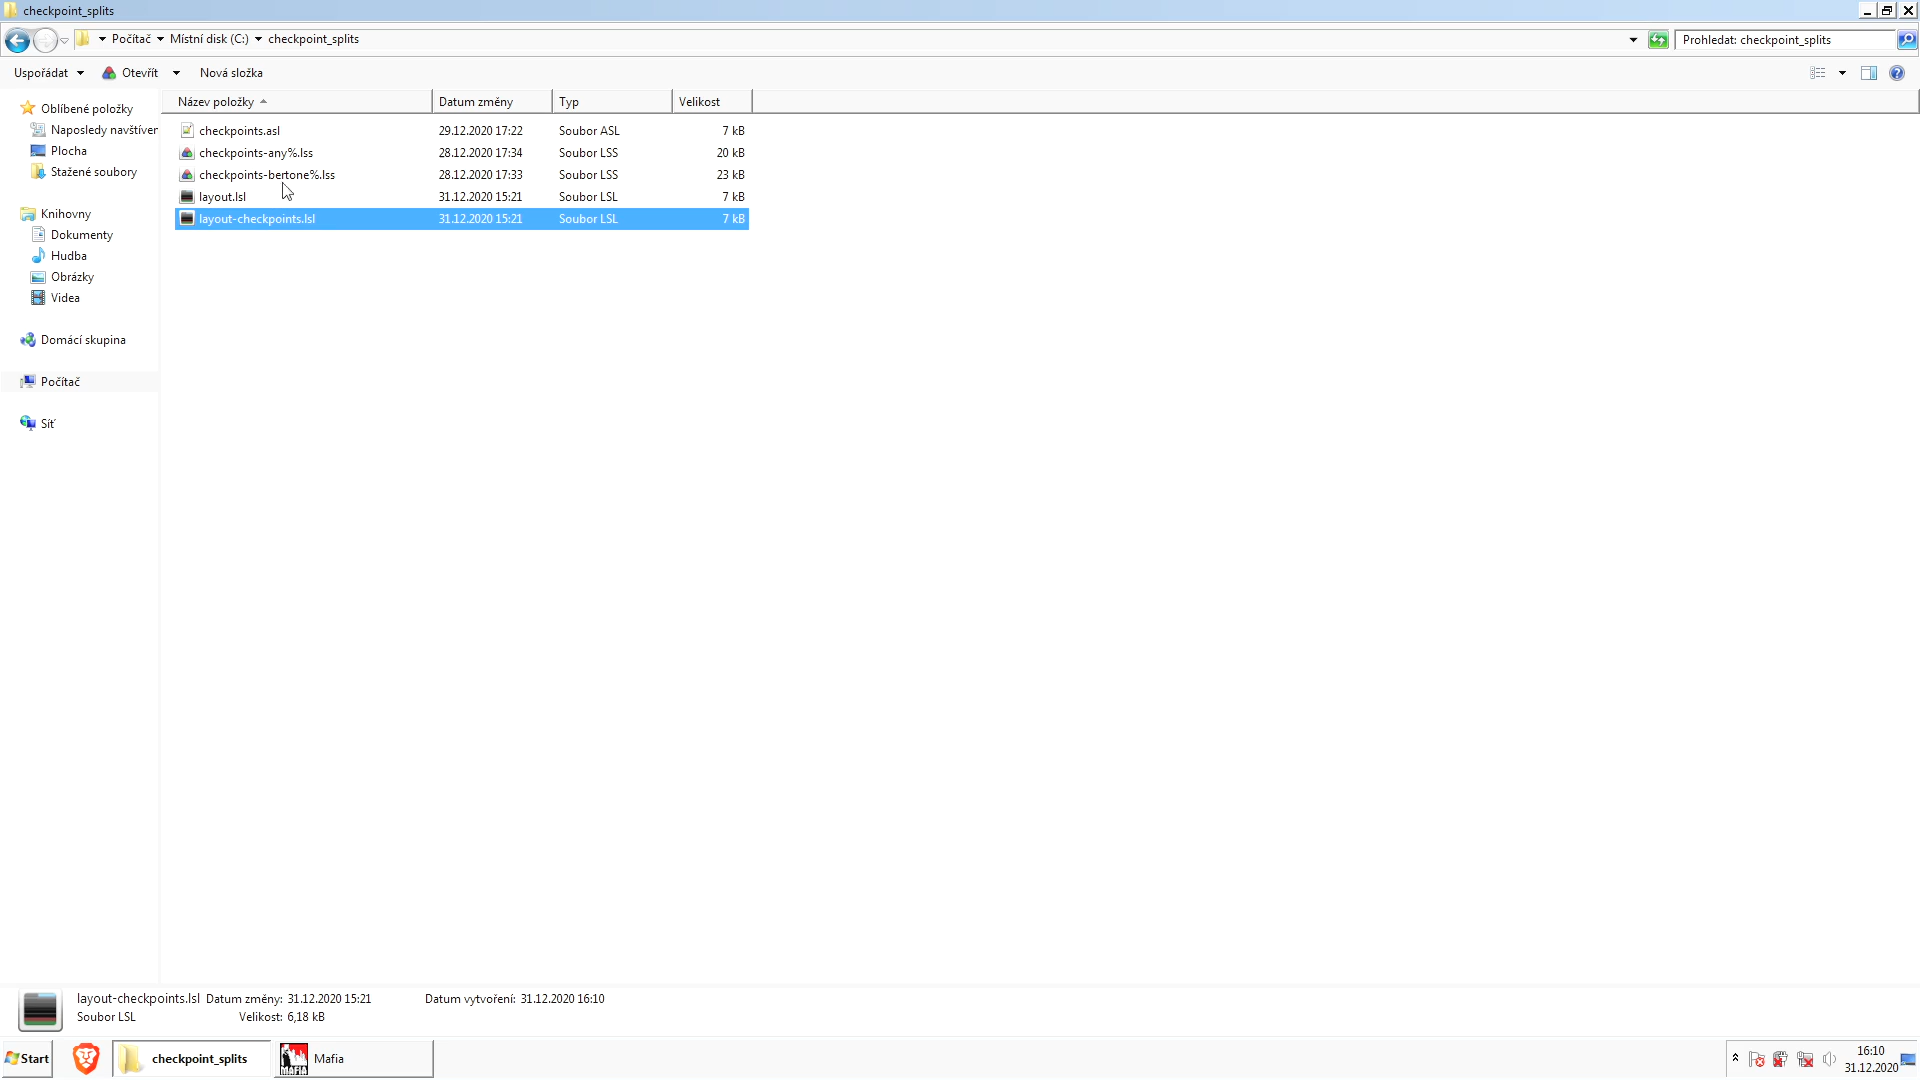 checkpoint_splits
Počítač Místní disk (C:) checkpoint_splits
Prohledat: checkpoint_splits
Uspořádat Otevřít Nová složka
Název položky Datum změny Typ Velikost
checkpoints.asl 29.12.2020 17:22 Soubor ASL 7 kB
checkpoints-any%.lss 28.12.2020 17:34 Soubor LSS 20 kB
checkpoints-bertone%.lss 28.12.2020 17:33 Soubor LSS 23 kB
layout.lsl 31.12.2020 15:21 Soubor LSL 7 kB
layout-checkpoints.lsl 31.12.2020 15:21 Soubor LSL 7 kB
Oblíbené položky
Naposledy navštíven
Plocha
Stažené soubory
Knihovny
Dokumenty
Hudba
Obrázky
Videa
Domácí skupina
Počítač
Síť
layout-checkpoints.lsl Datum změny: 31.12.2020 15:21 Datum vytvoření: 31.12.2020 16:10
Soubor LSL Velikost: 6,18 kB
Start
checkpoint_splits
MAFIA
Mafia
16:10
31.12.2020